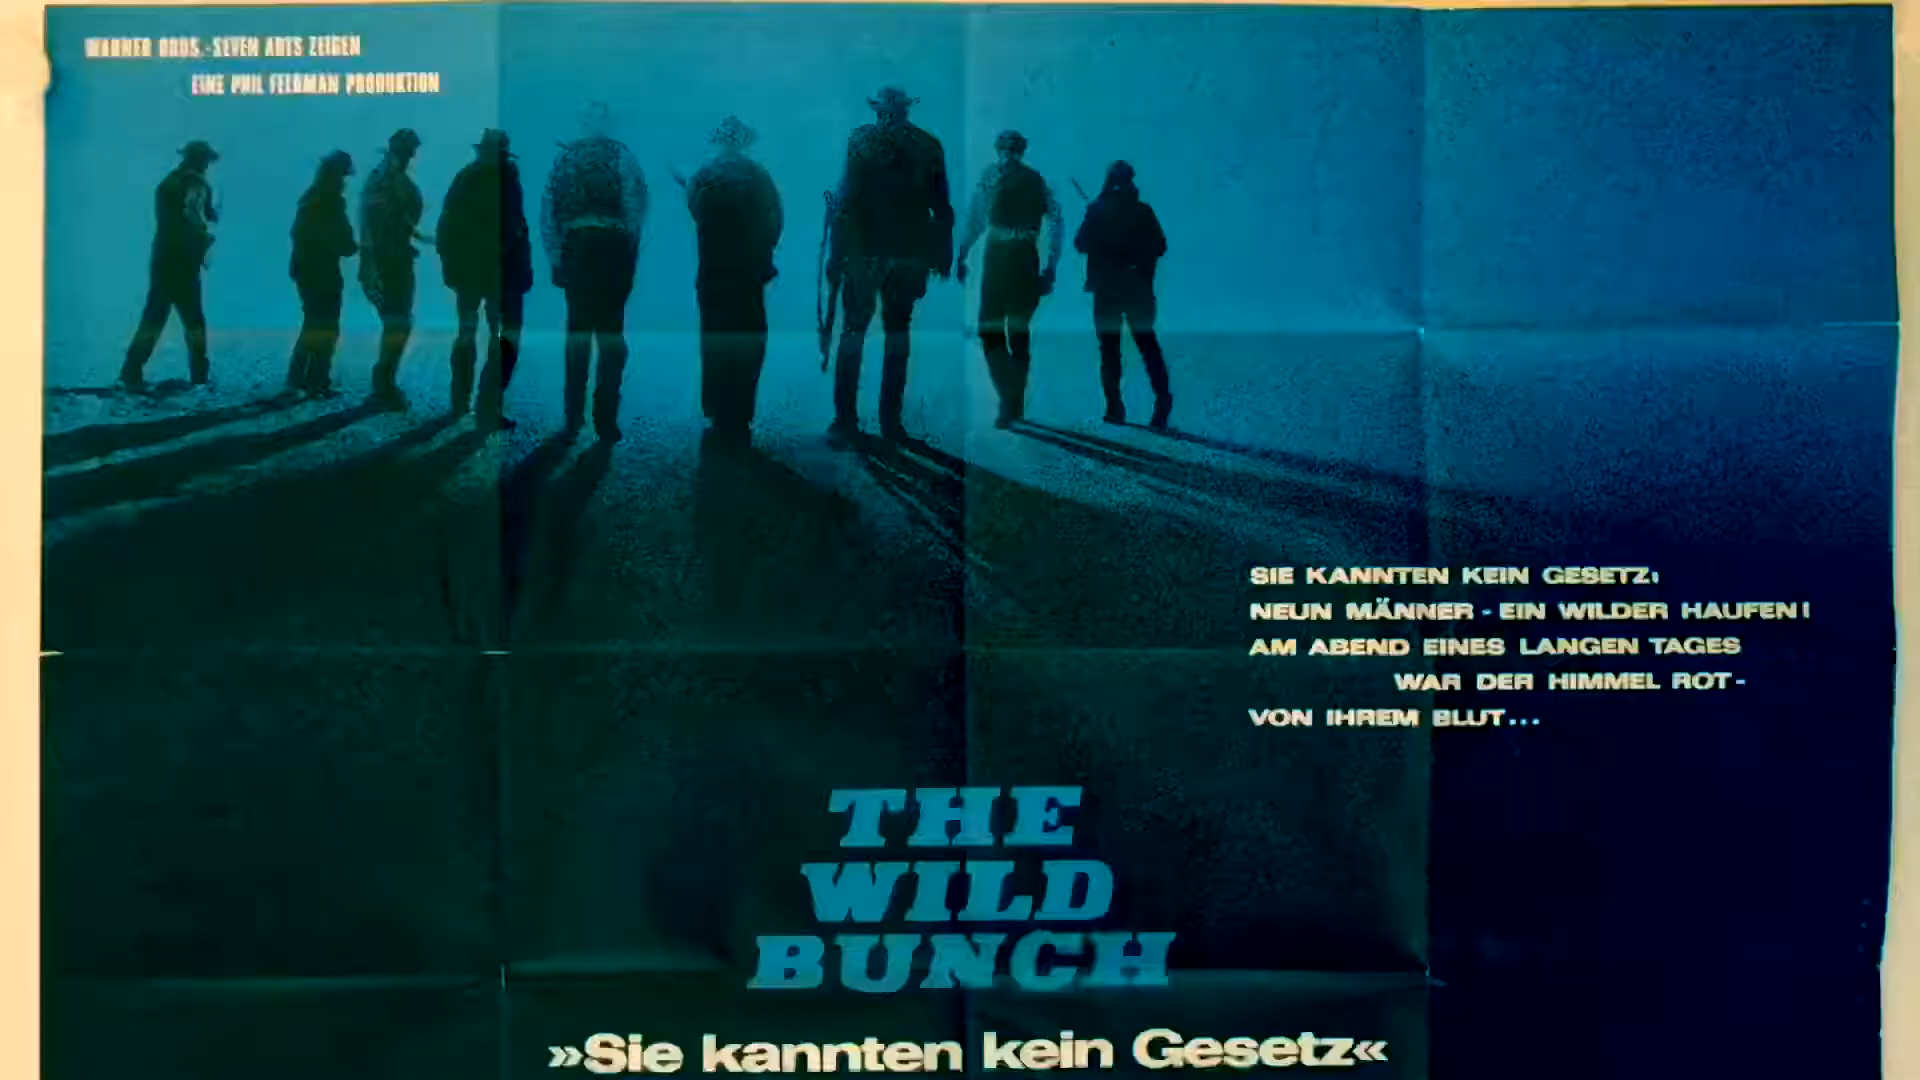 WARNER BROS.-SEVEN ARTS ZEIGEN
EINE PHIL FELDMAN PRODUKTION
SIE KANNTEN KEIN GESETZ:
NEUN MÄNNER - EIN WILDER HAUFEN!
AM ABEND EINES LANGEN TAGES
WAR DER HIMMEL ROT-
VON IHREM BLUT...
THE
WILD
BUNCH
»Sie kannten kein Gesetz«